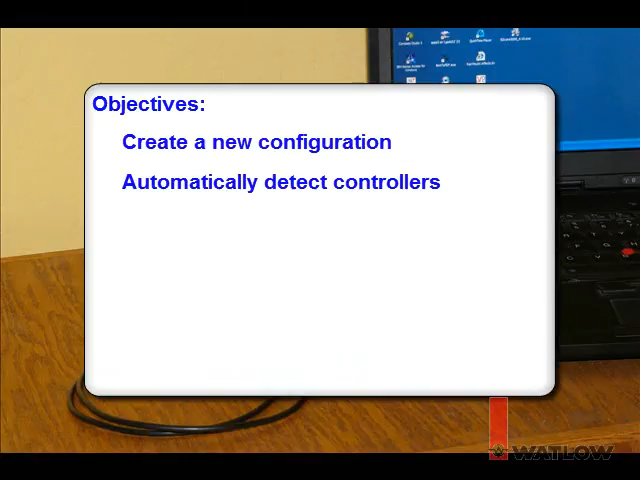 Objectives:
Create a new configuration
Automatically detect controllers
WATLOW